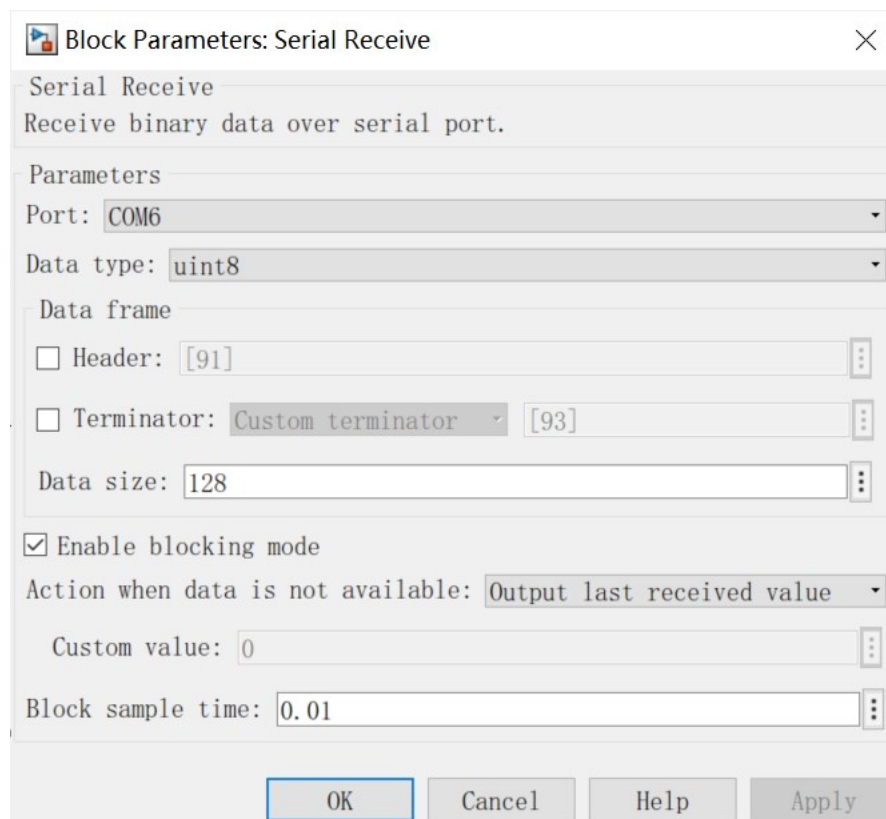 Block Parameters: Serial Receive
Serial Receive
Receive binary data over serial port.
Parameters
Port: COM6
Data type: uint8
Data frame
Header: [91]
Terminator: Custom terminator [93]
Data size: 128
Enable blocking mode
Action when data is not available: Output last received value
Custom value: 0
Block sample time: 0.01
OK Cancel Help Apply